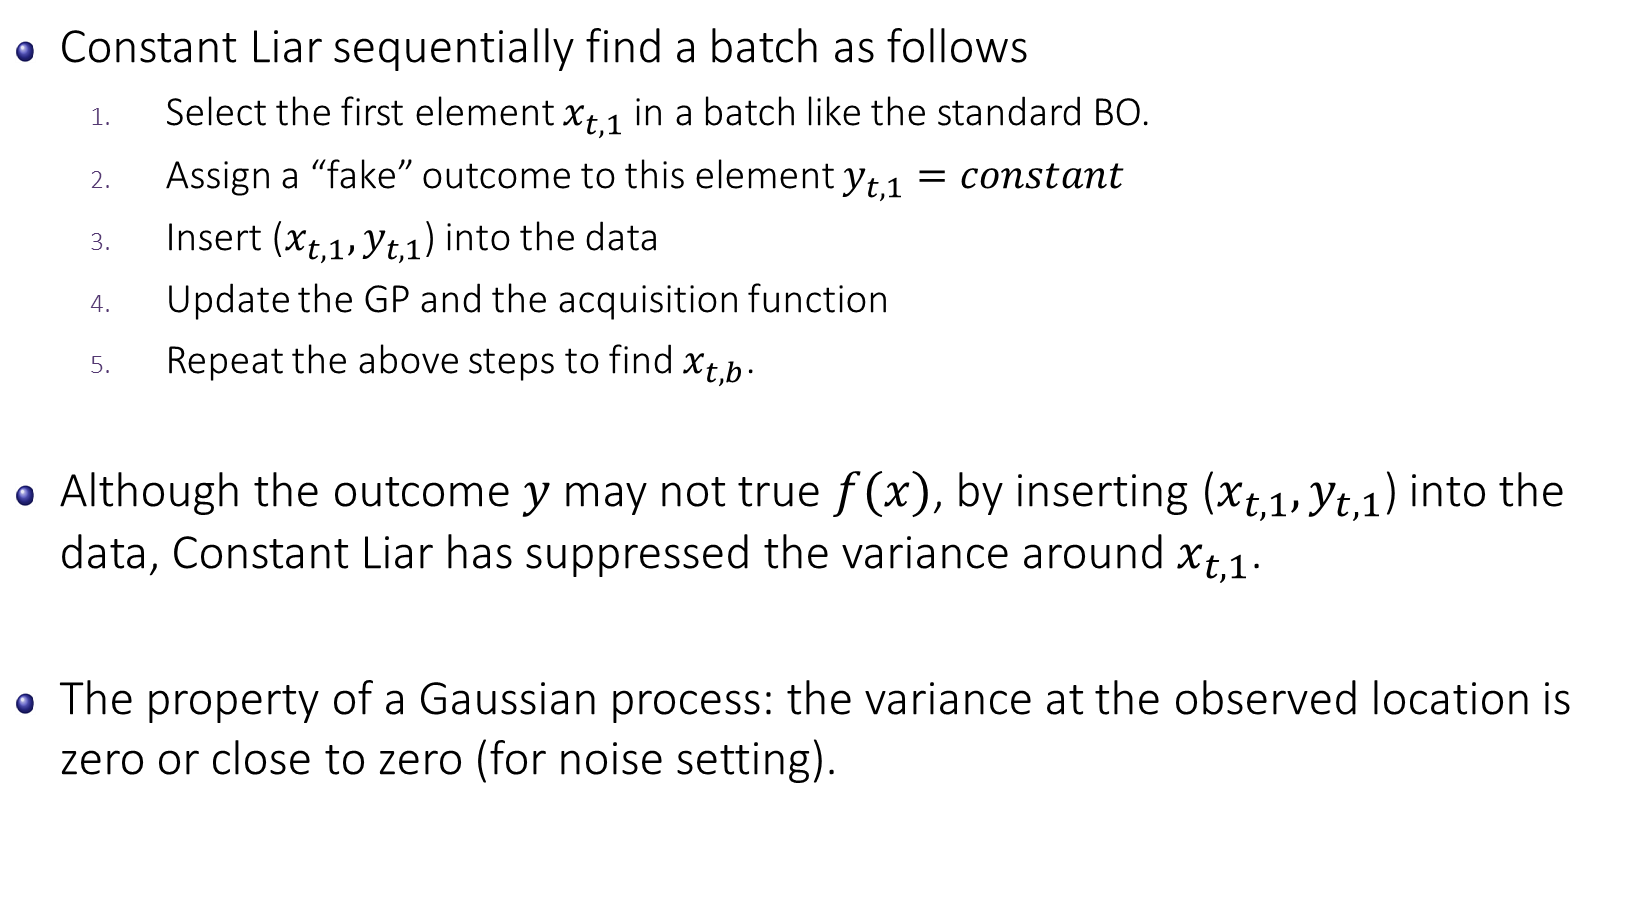 Constant Liar sequentially find a batch as follows
1. Select the first element x_{t,1} in a batch like the standard BO.
2. Assign a “fake” outcome to this element y_{t,1} = constant
3. Insert (x_{t,1}, y_{t,1}) into the data
4. Update the GP and the acquisition function
5. Repeat the above steps to find x_{t,b}.
Although the outcome y may not true f(x), by inserting (x_{t,1}, y_{t,1}) into the
data, Constant Liar has suppressed the variance around x_{t,1}.
The property of a Gaussian process: the variance at the observed location is
zero or close to zero (for noise setting).